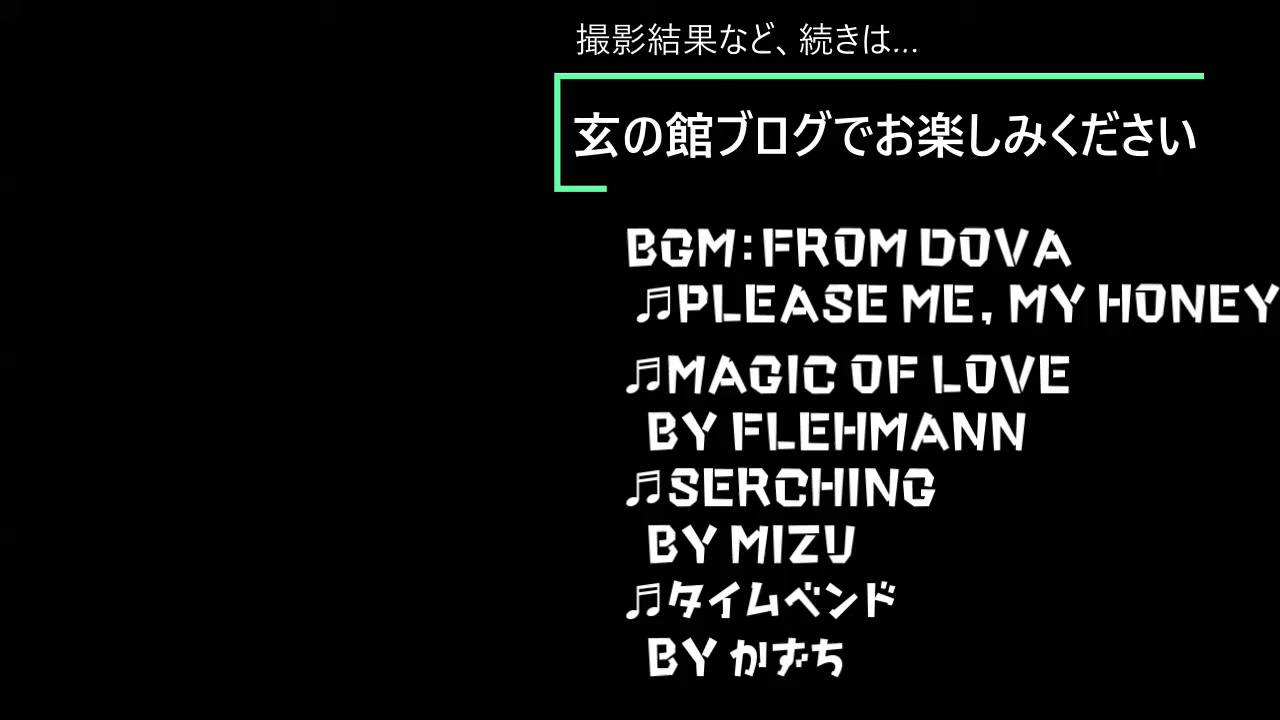 撮影結果など、続きは...
玄の館ブログでお楽しみください
BGM:FROM DOVA
♬PLEASE ME, MY HONEY
♬MAGIC OF LOVE
BY FLEHMANN
♬SERCHING
BY MIZU
♬タイムベンド
BY かずち